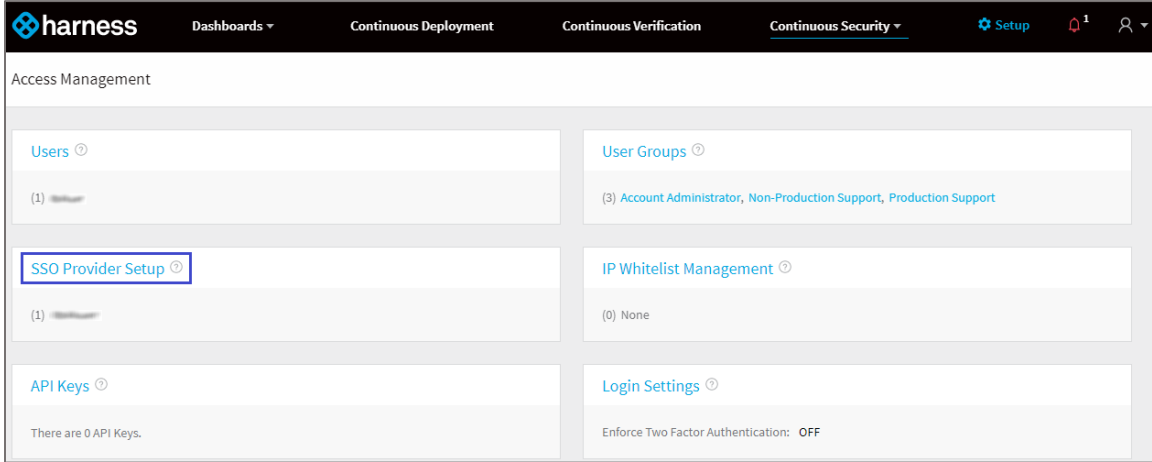 harness Dashboards Continuous Deployment Continuous Verification Continuous Security Setup 1
Access Management
Users ?
User Groups ?
(1)
(3) Account Administrator, Non-Production Support, Production Support
SSO Provider Setup ?
IP Whitelist Management ?
(1)
(0) None
API Keys ?
Login Settings ?
There are 0 API Keys.
Enforce Two Factor Authentication: OFF